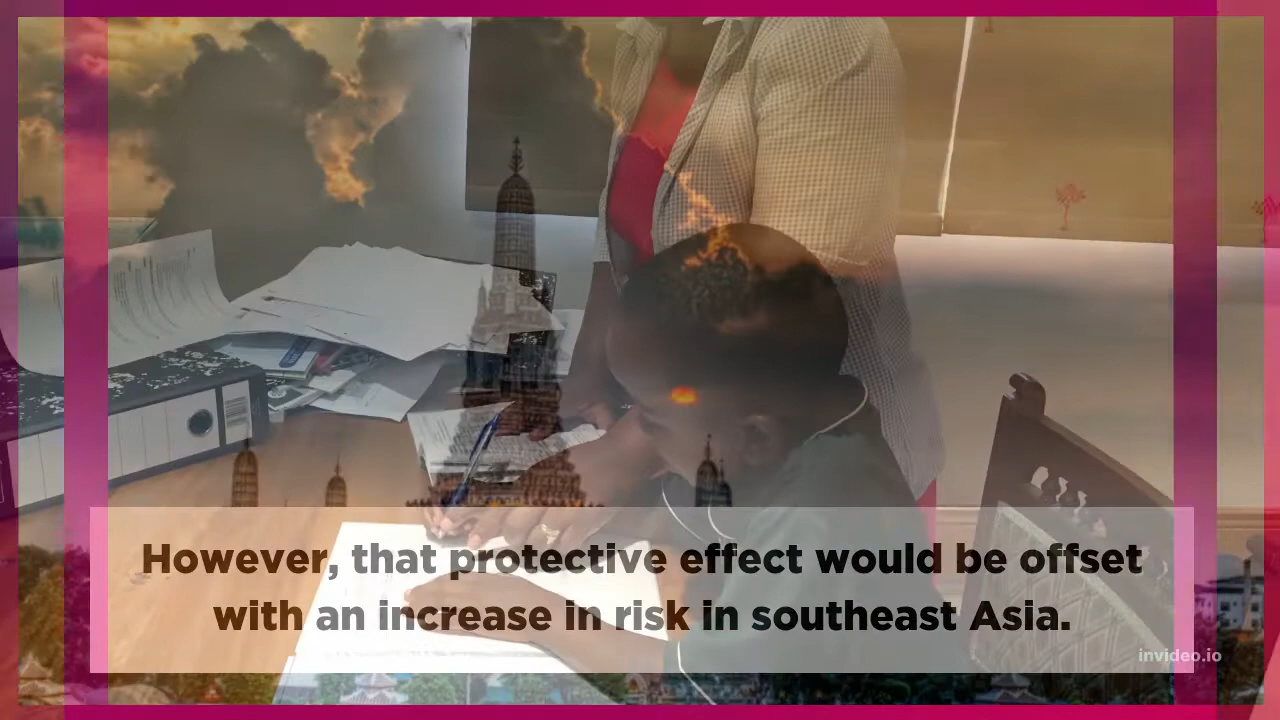 However, that protective effect would be offset
with an increase in risk in southeast Asia.
invideo.io